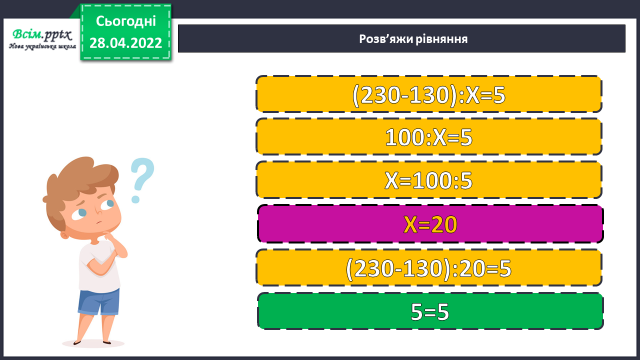 Всім.pptx
Нова українська школа
Сьогодні
28.04.2022
Розв’яжи рівняння
(230-130):X=5
100:X=5
X=100:5
X=20
(230-130):20=5
5=5
?